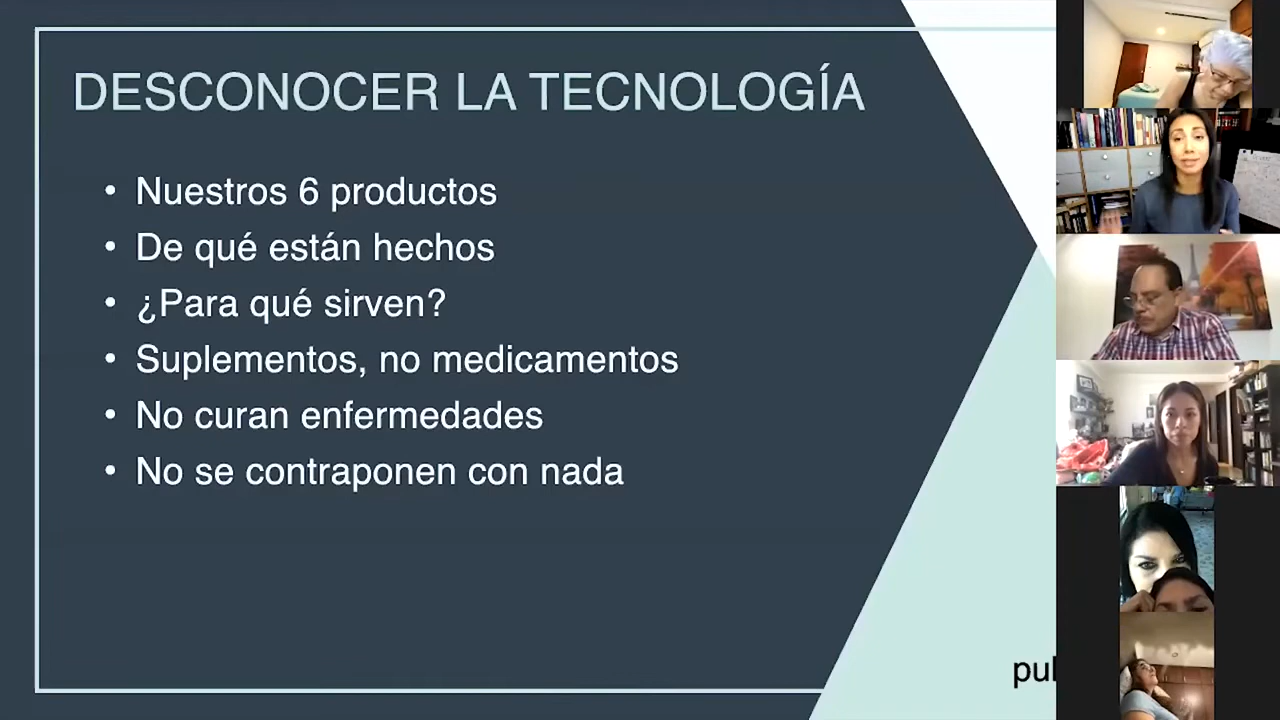 DESCONOCER LA TECNOLOGÍA
• Nuestros 6 productos
• De qué están hechos
• ¿Para qué sirven?
• Suplementos, no medicamentos
• No curan enfermedades
• No se contraponen con nada